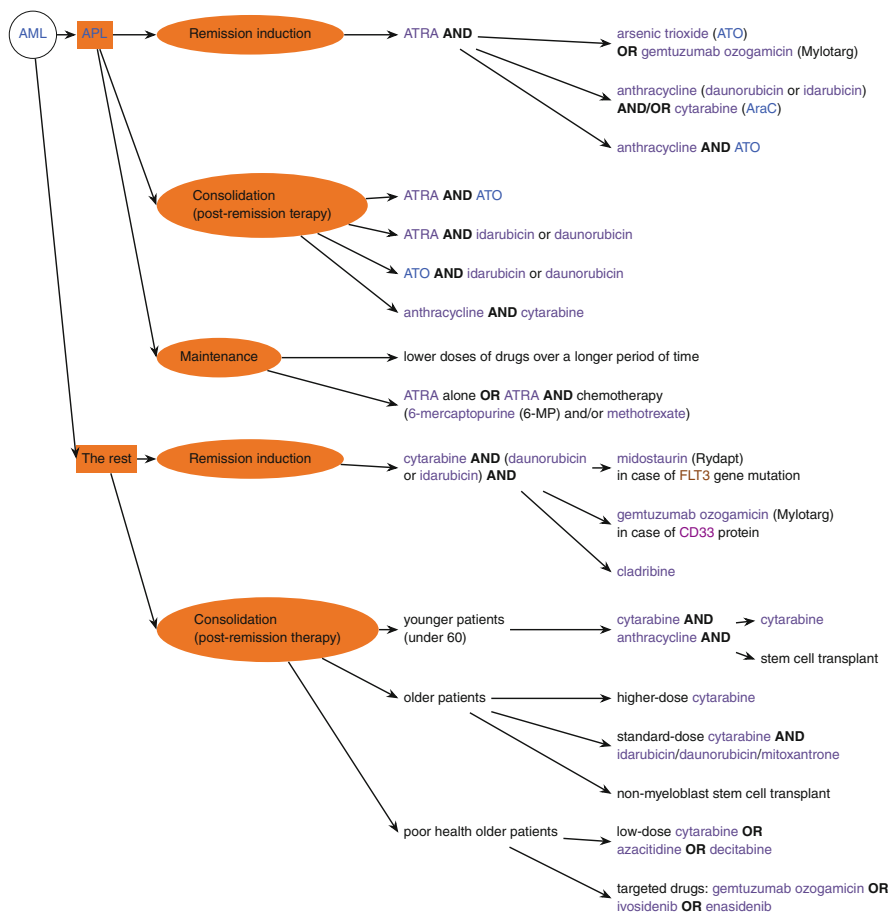 AML
APL
Remission induction
ATRA AND
arsenic trioxide (ATO)
OR gemtuzumab ozogamicin (Mylotarg)
anthracycline (daunorubicin or idarubicin)
AND/OR cytarabine (AraC)
anthracycline AND ATO
Consolidation
(post-remission terapy)
ATRA AND ATO
ATRA AND idarubicin or daunorubicin
ATO AND idarubicin or daunorubicin
anthracycline AND cytarabine
Maintenance
lower doses of drugs over a longer period of time
ATRA alone OR ATRA AND chemotherapy
(6-mercaptopurine (6-MP) and/or methotrexate)
The rest
Remission induction
cytarabine AND (daunorubicin
or idarubicin) AND
midostaurin (Rydapt)
in case of FLT3 gene mutation
gemtuzumab ozogamicin (Mylotarg)
in case of CD33 protein
cladribine
Consolidation
(post-remission therapy)
younger patients
(under 60)
cytarabine AND
anthracycline AND
cytarabine
stem cell transplant
older patients
higher-dose cytarabine
standard-dose cytarabine AND
idarubicin/daunorubicin/mitoxantrone
non-myeloblast stem cell transplant
poor health older patients
low-dose cytarabine OR
azacitidine OR decitabine
targeted drugs: gemtuzumab ozogamicin OR
ivosidenib OR enasidenib